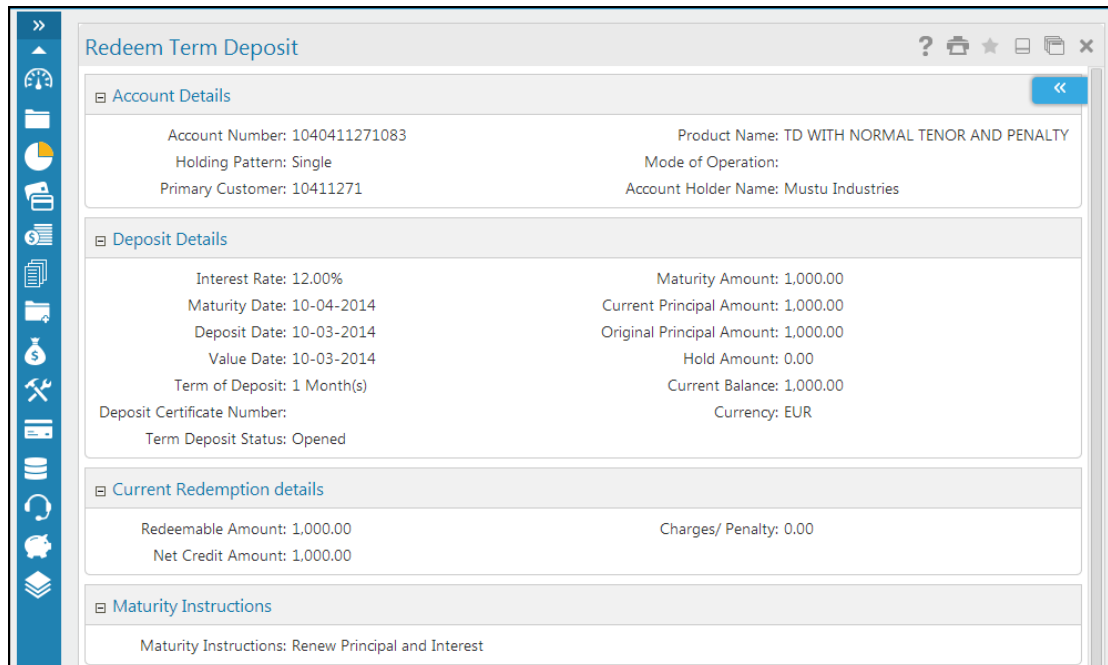 Redeem Term Deposit
Account Details
Account Number: 1040411271083
Product Name: TD WITH NORMAL TENOR AND PENALTY
Holding Pattern: Single
Mode of Operation:
Primary Customer: 10411271
Account Holder Name: Mustu Industries
Deposit Details
Interest Rate: 12.00%
Maturity Amount: 1,000.00
Maturity Date: 10-04-2014
Current Principal Amount: 1,000.00
Deposit Date: 10-03-2014
Original Principal Amount: 1,000.00
Value Date: 10-03-2014
Hold Amount: 0.00
Term of Deposit: 1 Month(s)
Current Balance: 1,000.00
Deposit Certificate Number:
Currency: EUR
Term Deposit Status: Opened
Current Redemption details
Redeemable Amount: 1,000.00
Charges/ Penalty: 0.00
Net Credit Amount: 1,000.00
Maturity Instructions
Maturity Instructions: Renew Principal and Interest